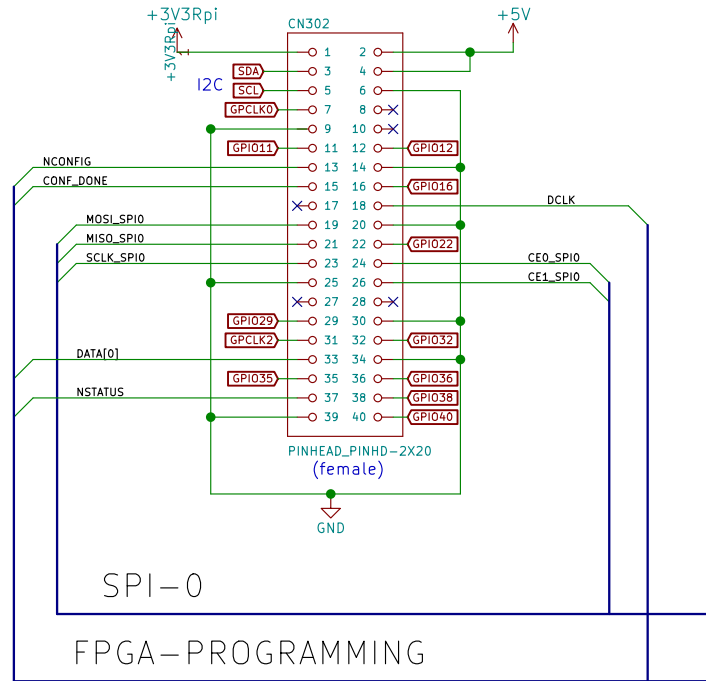 +3V3Rpi
+5V
CN302
+3V3Rpi
1
1 2
SDA 3 4
I2C
SCL 5 6
GPCLK0 7 8
9 10
GPIO11 11 12 GPIO12
NCONFIG 13 14
CONF_DONE 15 16 GPIO16
17 18 DCLK
MOSI_SPI0 19 20
MISO_SPI0 21 22 GPIO22
SCLK_SPI0 23 24 CE0_SPI0
25 26 CE1_SPI0
27 28
GPIO29 29 30
GPCLK2 31 32 GPIO32
DATA[0] 33 34
GPIO35 35 36 GPIO36
NSTATUS 37 38 GPIO38
39 40 GPIO40
PINHEAD_PINHD-2X20
(female)
GND
SPI-0
FPGA-PROGRAMMING